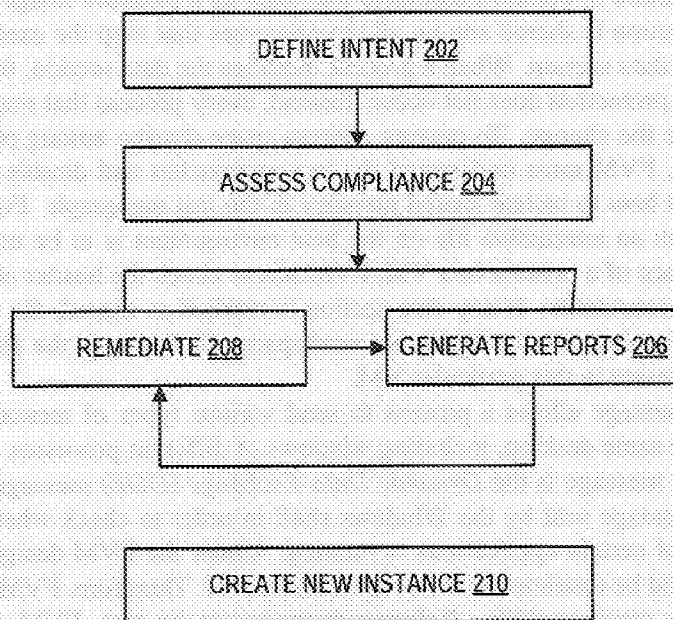 DEFINE INTENT 202
ASSESS COMPLIANCE 204
REMEDIATE 208
GENERATE REPORTS 206
CREATE NEW INSTANCE 210